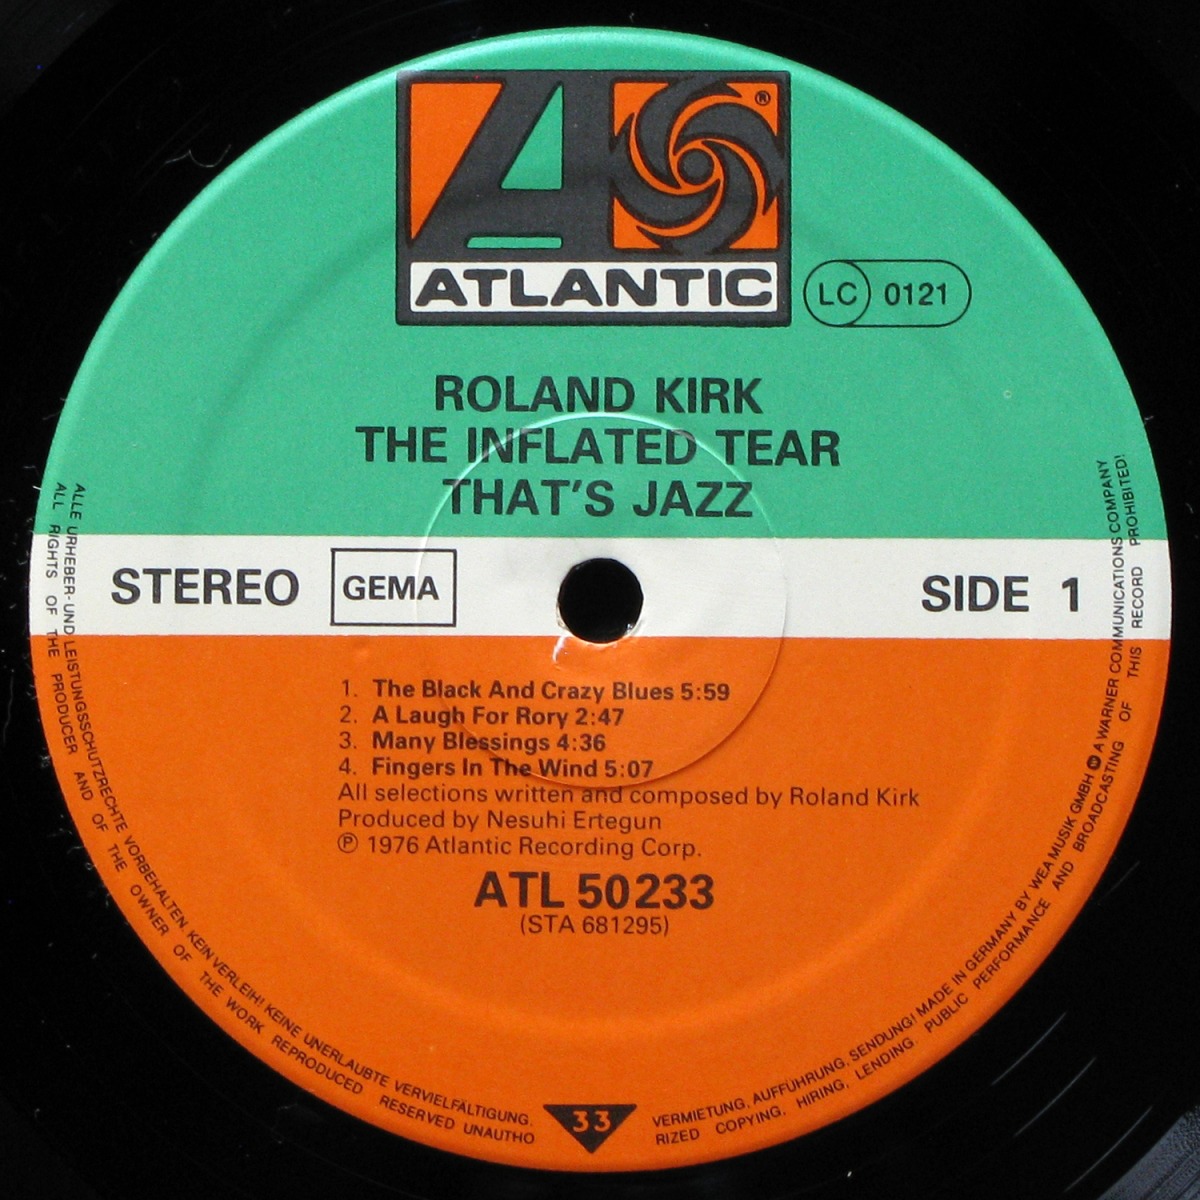 ATLANTIC
®
LC 0121
ROLAND KIRK
THE INFLATED TEAR
THAT'S JAZZ
STEREO GEMA SIDE 1
1. The Black And Crazy Blues 5:59
2. A Laugh For Rory 2:47
3. Many Blessings 4:36
4. Fingers In The Wind 5:07
All selections written and composed by Roland Kirk
Produced by Nesuhi Ertegun
℗ 1976 Atlantic Recording Corp.
ATL 50233
(STA 681295)
ALLE URHEBER- UND LEISTUNGSSCHUTZRECHTE VORBEHALTEN. KEIN VERLEIH! KEINE UNERLAUBTE VERVIELFÄLTIGUNG, VERMIETUNG, AUFFÜHRUNG, SENDUNG! MADE IN GERMANY BY WEA MUSIK GMBH A WARNER COMMUNICATIONS COMPANY
ALL RIGHTS OF THE PRODUCER AND OF THE OWNER OF THE WORK REPRODUCED RESERVED UNAUTHORIZED COPYING, HIRING, LENDING, PUBLIC PERFORMANCE AND BROADCASTING OF THIS RECORD PROHIBITED!
33